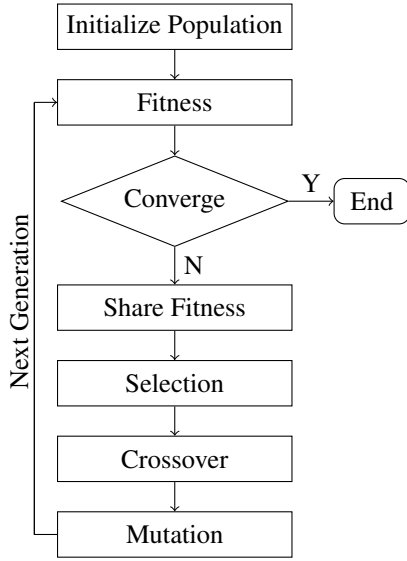 Initialize Population
Fitness
Converge
Y
End
N
Share Fitness
Selection
Crossover
Mutation
Next Generation